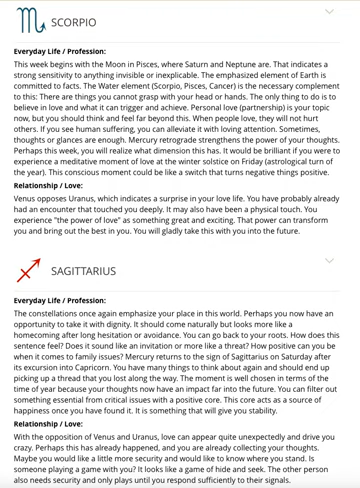 SCORPIO
Everyday Life / Profession:
This week begins with the Moon in Pisces, where Saturn and Neptune are. That indicates a
strong sensitivity to anything invisible or inexplicable. The emphasized element of Earth is
committed to facts. The Water element (Scorpio, Pisces, Cancer) is the necessary complement
to this: There are things you cannot grasp with your head or hands. The only thing to do is to
believe in love and what it can trigger and achieve. Personal love (partnership) is your topic
now, but you should think and feel far beyond this. When people love, they will not hurt
others. If you see human suffering, you can alleviate it with loving attention. Sometimes,
thoughts or glances are enough. Mercury retrograde strengthens the power of your thoughts.
Perhaps this week, you will realize what dimension this has. It would be brilliant if you were to
experience a meditative moment of love at the winter solstice on Friday (astrological turn of
the year). This conscious moment could be like a switch that turns negative things positive.
Relationship / Love:
Venus opposes Uranus, which indicates a surprise in your love life. You have probably already
had an encounter that touched you deeply. It may also have been a physical touch. You
experience "the power of love" as something great and exciting. That power can transform
you and bring out the best in you. You will gladly take this with you into the future.
SAGITTARIUS
Everyday Life / Profession:
The constellations once again emphasize your place in this world. Perhaps you now have an
opportunity to take it with dignity. It should come naturally but looks more like a
homecoming after long hesitation or avoidance. You can go back to your roots. How does this
sentence feel? Does it sound like an invitation or more like a threat? How positive can you be
when it comes to family issues? Mercury returns to the sign of Sagittarius on Saturday after
its excursion into Capricorn. You have many things to think about again and should end up
picking up a thread that you lost along the way. The moment is well chosen in terms of the
time of year because your thoughts now have an impact far into the future. You can filter out
something essential from critical issues with a positive core. This core acts as a source of
happiness once you have found it. It is something that will give you stability.
Relationship / Love:
With the opposition of Venus and Uranus, love can appear quite unexpectedly and drive you
crazy. Perhaps this has already happened, and you are already collecting your thoughts.
Maybe you would like a little more security and would like to know where you stand. Is
someone playing a game with you? It looks like a game of hide and seek. The other person
also needs security and only plays until you respond sufficiently to their signals.